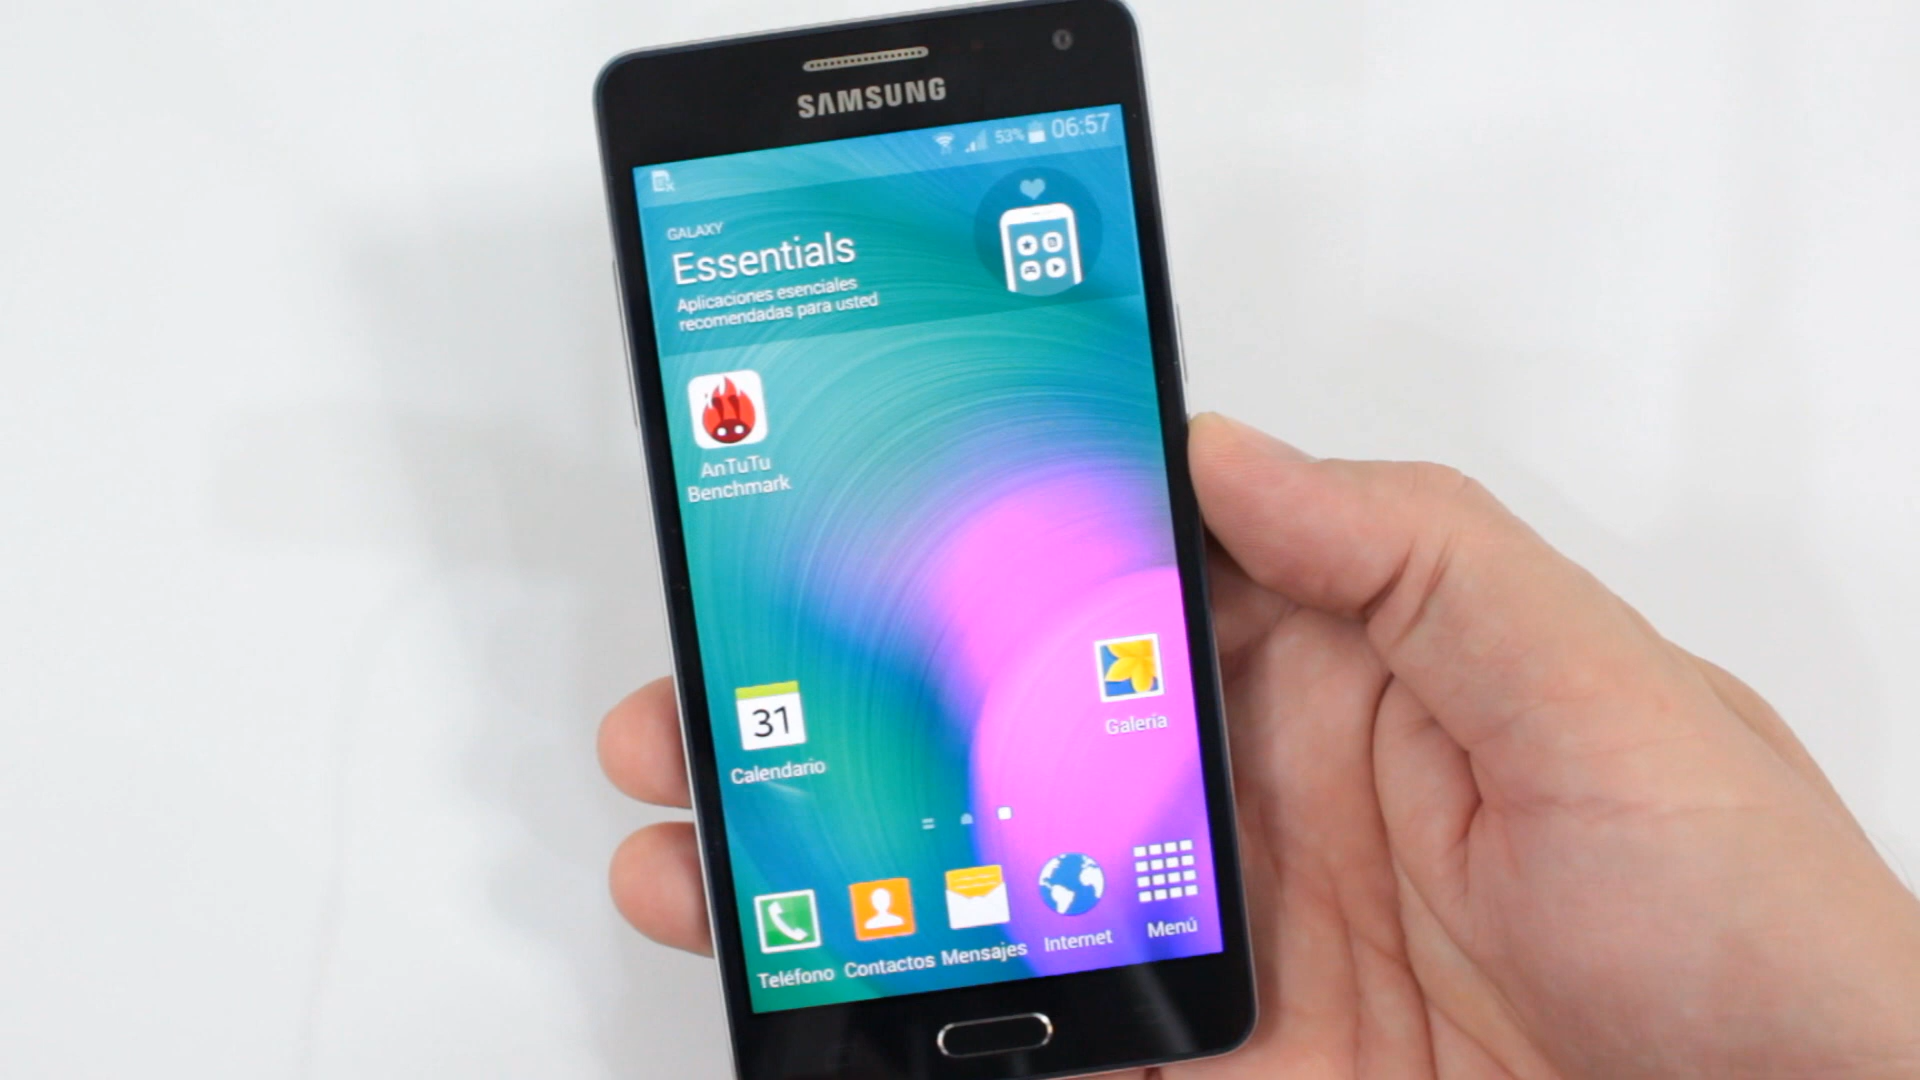 SAMSUNG
53% 06:57
GALAXY
Essentials
Aplicaciones esenciales
recomendadas para usted
AnTuTu
Benchmark
31
Calendario
Galería
Teléfono
Contactos
Mensajes
Internet
Menú